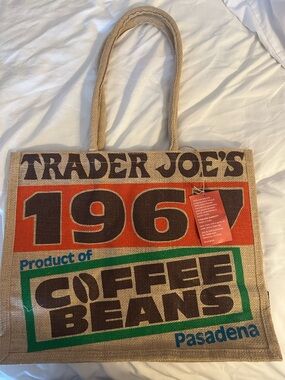 TRADER JOE'S
1967
Product of
COFFEE
BEANS
Pasadena